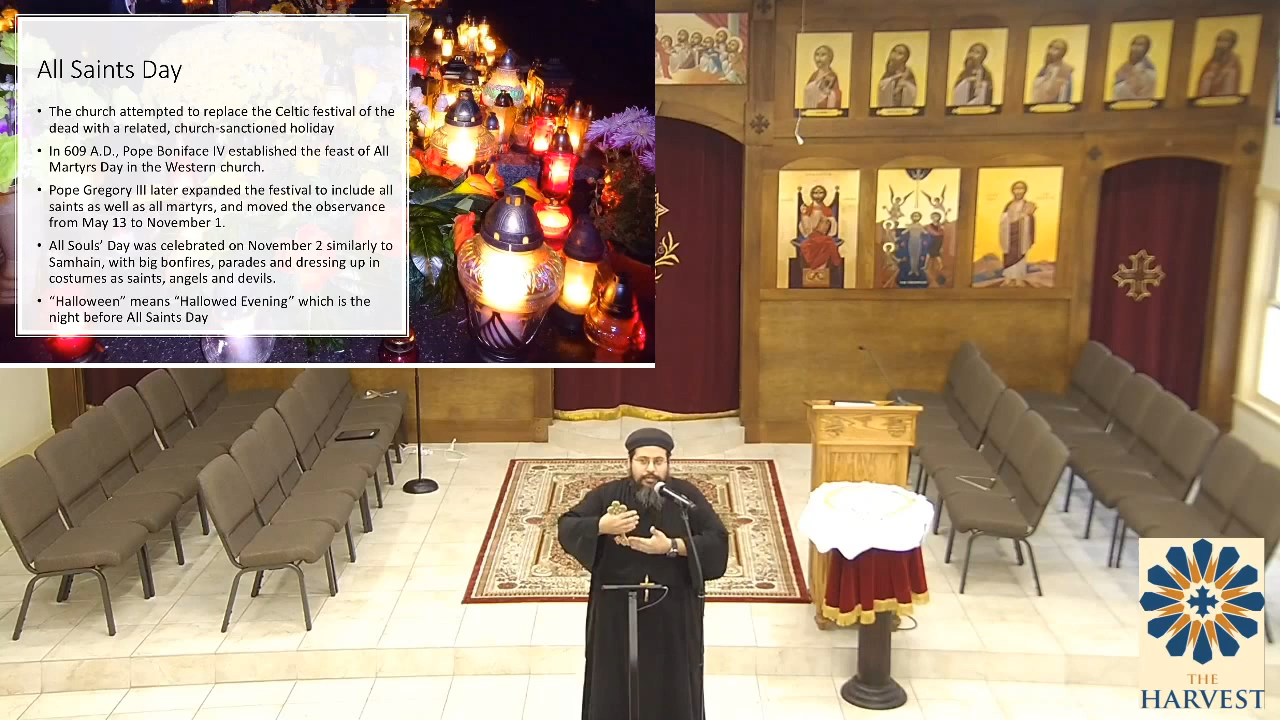 All Saints Day
• The church attempted to replace the Celtic festival of the
dead with a related, church-sanctioned holiday
• In 609 A.D., Pope Boniface IV established the feast of All
Martyrs Day in the Western church.
• Pope Gregory III later expanded the festival to include all
saints as well as all martyrs, and moved the observance
from May 13 to November 1.
• All Souls’ Day was celebrated on November 2 similarly to
Samhain, with big bonfires, parades and dressing up in
costumes as saints, angels and devils.
• “Halloween” means “Hallowed Evening” which is the
night before All Saints Day
THE
HARVEST